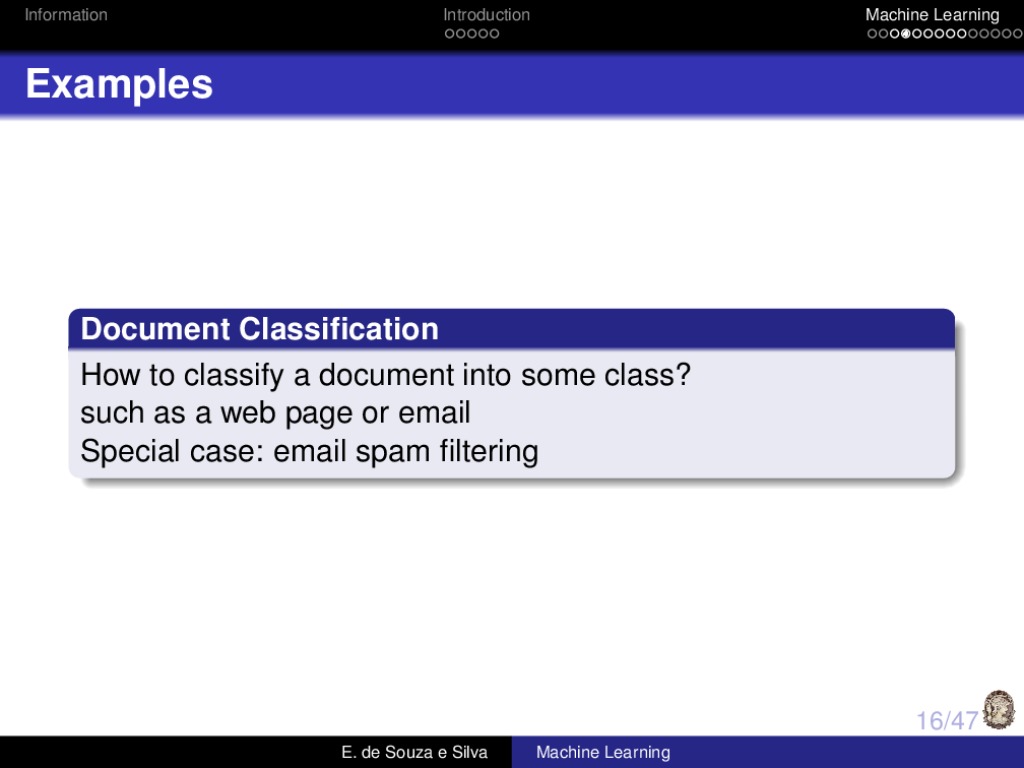 Information Introduction Machine Learning
Examples
Document Classification
How to classify a document into some class?
such as a web page or email
Special case: email spam filtering
16/47
E. de Souza e Silva Machine Learning